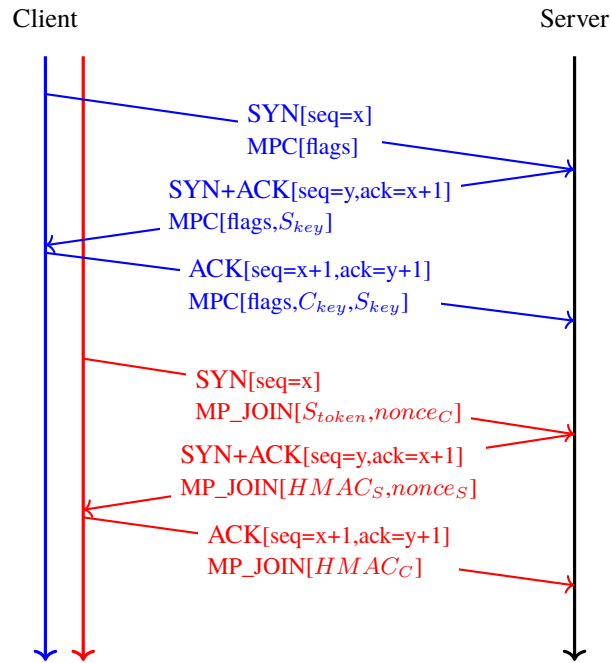 Client
Server
SYN[seq=x]
MPC[flags]
SYN+ACK[seq=y,ack=x+1]
MPC[flags,S_key]
ACK[seq=x+1,ack=y+1]
MPC[flags,C_key,S_key]
SYN[seq=x]
MP_JOIN[S_token,nonce_C]
SYN+ACK[seq=y,ack=x+1]
MP_JOIN[HMAC_S,nonce_S]
ACK[seq=x+1,ack=y+1]
MP_JOIN[HMAC_C]